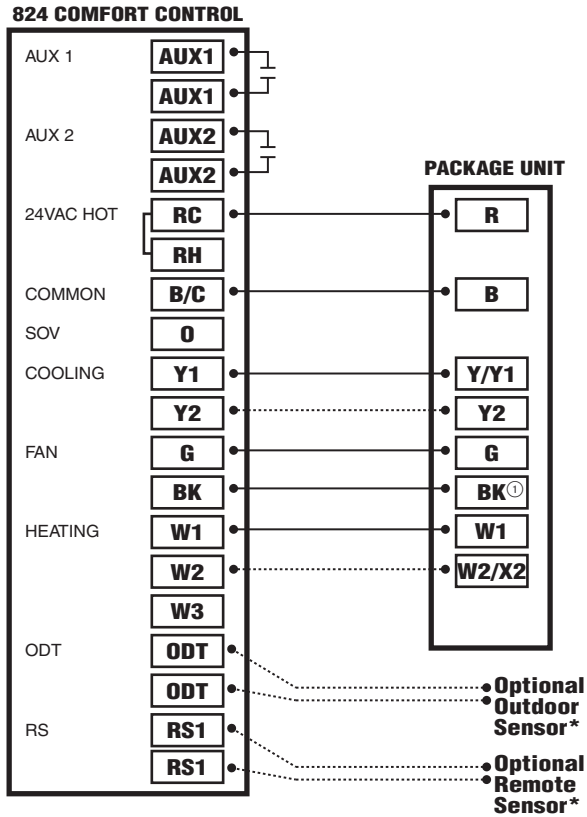 824 COMFORT CONTROL
AUX 1 AUX1
AUX1
AUX 2 AUX2
AUX2
PACKAGE UNIT
24VAC HOT RC R
RH
COMMON B/C B
SOV O
COOLING Y1 Y/Y1
Y2 Y2
FAN G G
BK BK①
HEATING W1 W1
W2 W2/X2
W3
ODT ODT
ODT
Optional
Outdoor
Sensor*
RS RS1
RS1
Optional
Remote
Sensor*